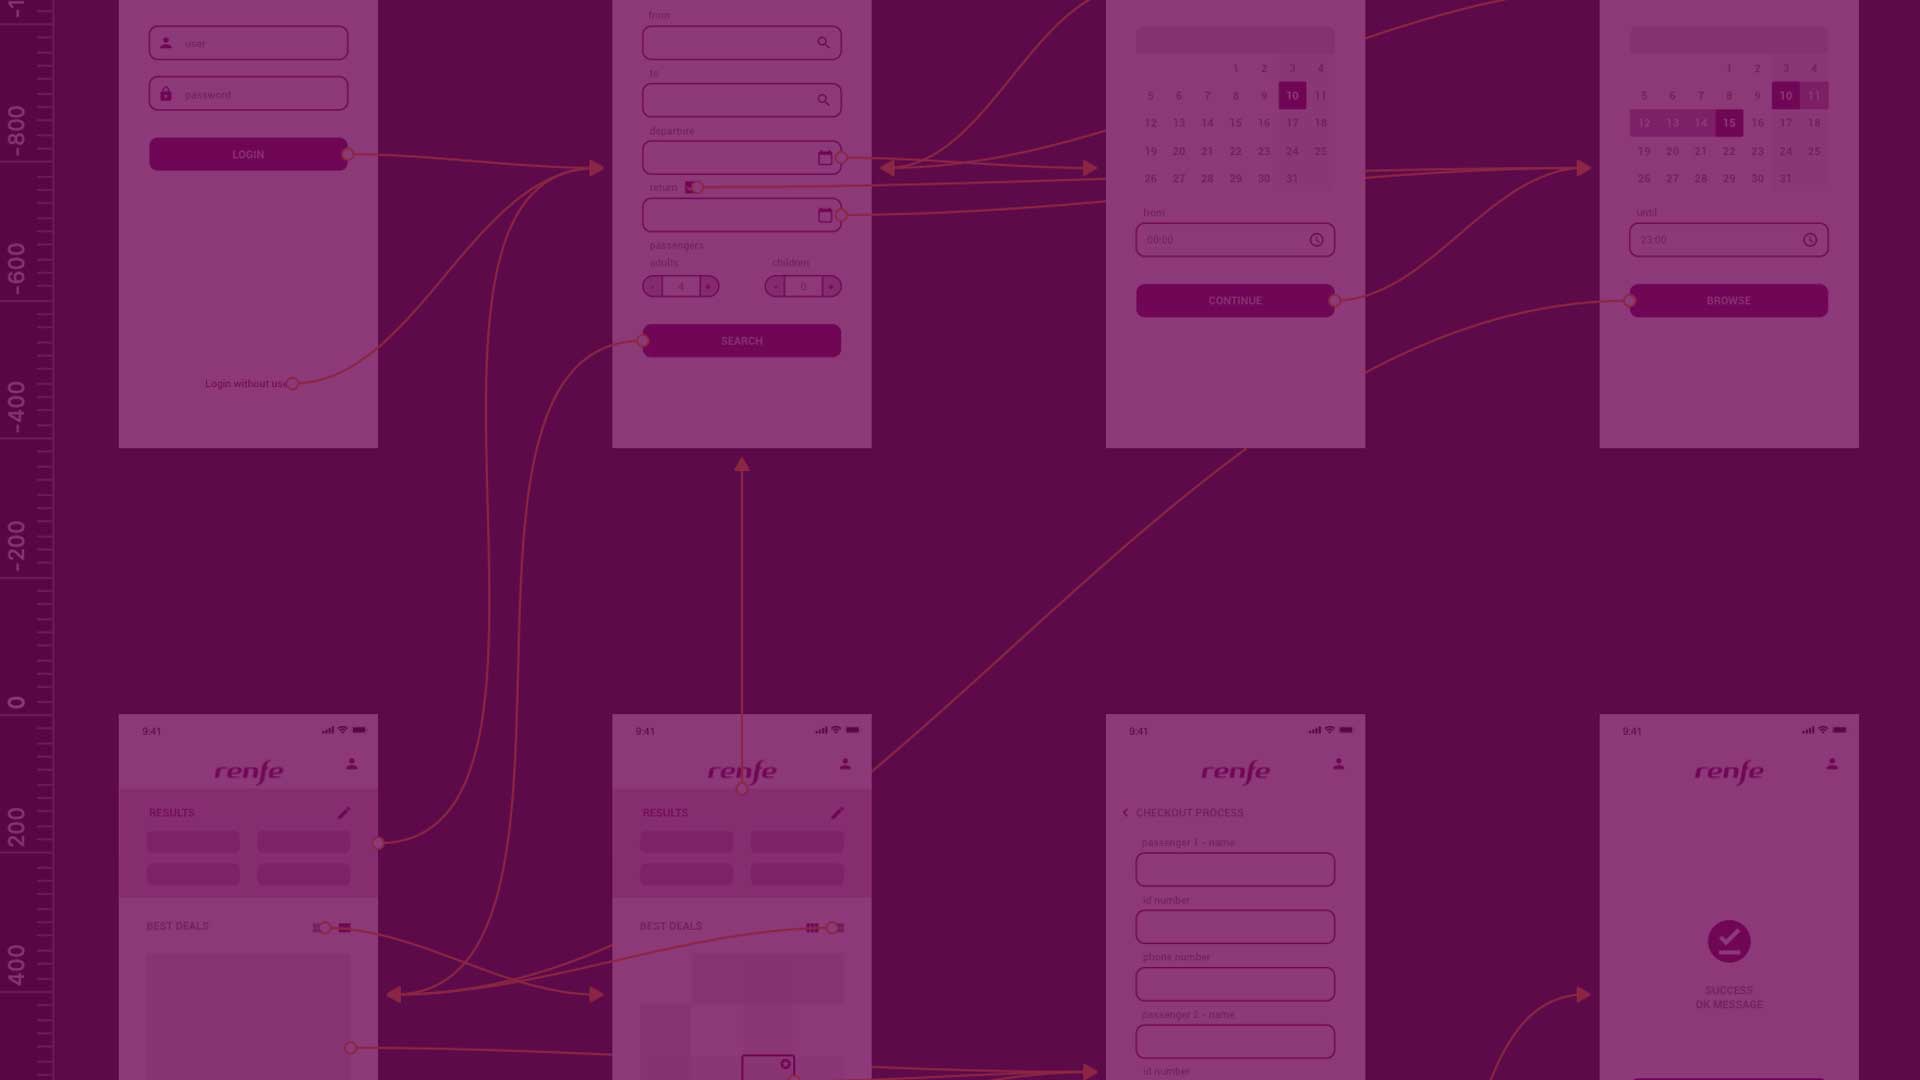 user
password
LOGIN
Login without use
from
to
departure
return
passengers
adults
children
- 4 +
- 0 +
SEARCH
1 2 3 4
5 6 7 8 9 10 11
12 13 14 15 16 17 18
19 20 21 22 23 24 25
26 27 28 29 30 31
from
00:00
CONTINUE
1 2 3 4
5 6 7 8 9 10 11
12 13 14 15 16 17 18
19 20 21 22 23 24 25
26 27 28 29 30 31
until
23:00
BROWSE
-800
-600
-400
-200
0
200
400
9:41
renfe
RESULTS
BEST DEALS
9:41
renfe
RESULTS
BEST DEALS
9:41
renfe
CHECKOUT PROCESS
passenger 1 - name
id number
phone number
passenger 2 - name
id number
9:41
renfe
SUCCESS
OK MESSAGE